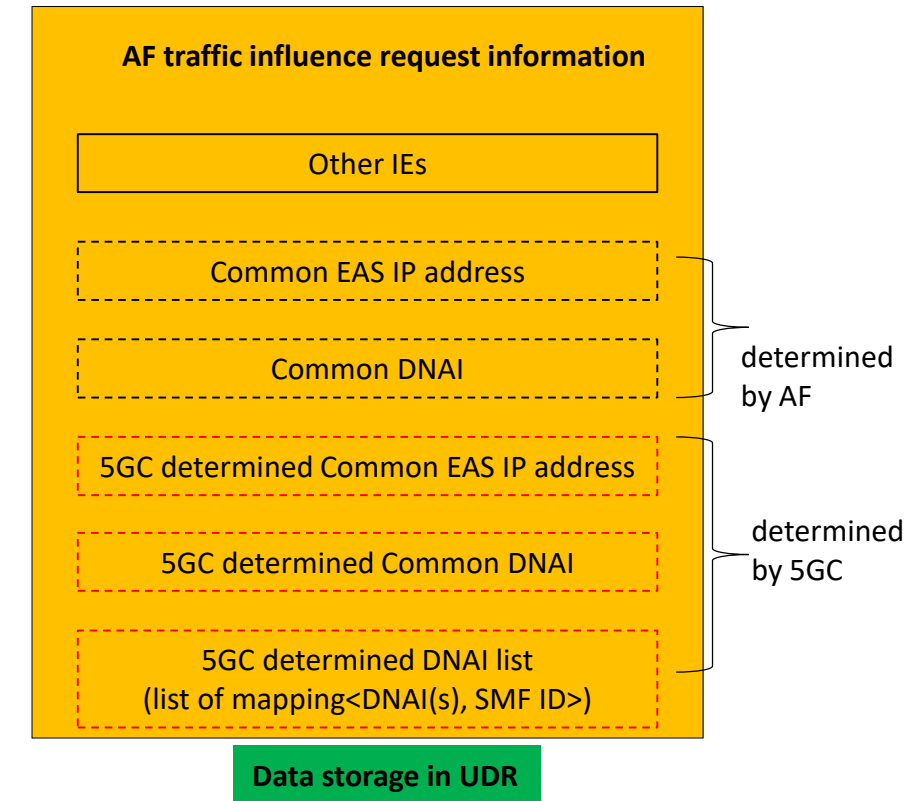 AF traffic influence request information
Other IEs
Common EAS IP address
Common DNAI
determined
by AF
5GC determined Common EAS IP address
5GC determined Common DNAI
determined
by 5GC
5GC determined DNAI list
(list of mapping<DNAI(s), SMF ID>)
Data storage in UDR